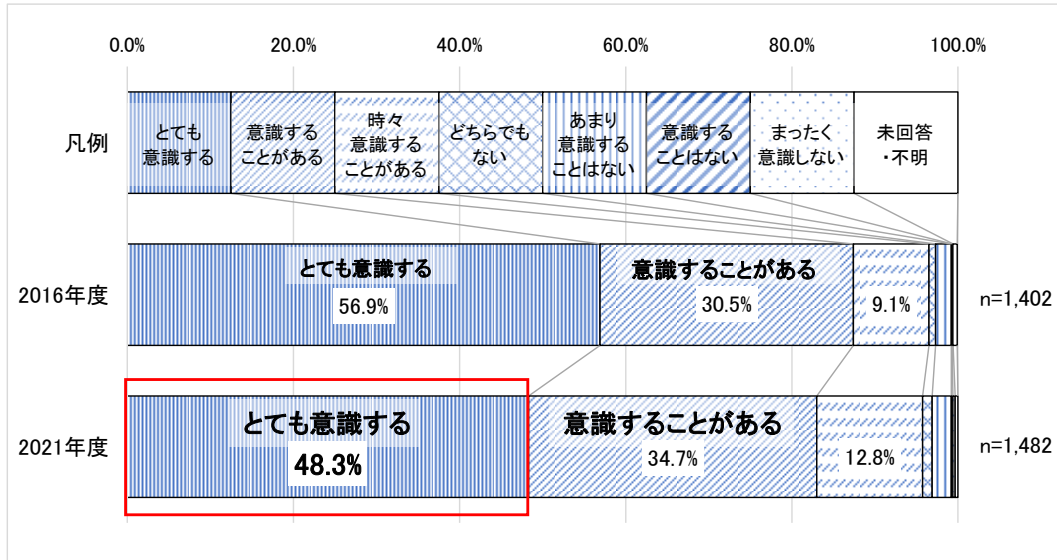 0.0% 20.0% 40.0% 60.0% 80.0% 100.0%
凡例
とても
意識する
意識する
ことがある
時々
意識する
ことがある
どちらでも
ない
あまり
意識する
ことはない
意識する
ことはない
まったく
意識しない
未回答
・不明
2016年度
とても意識する
56.9%
意識することがある
30.5%
9.1%
n=1,402
2021年度
とても意識する
48.3%
意識することがある
34.7%
12.8%
n=1,482